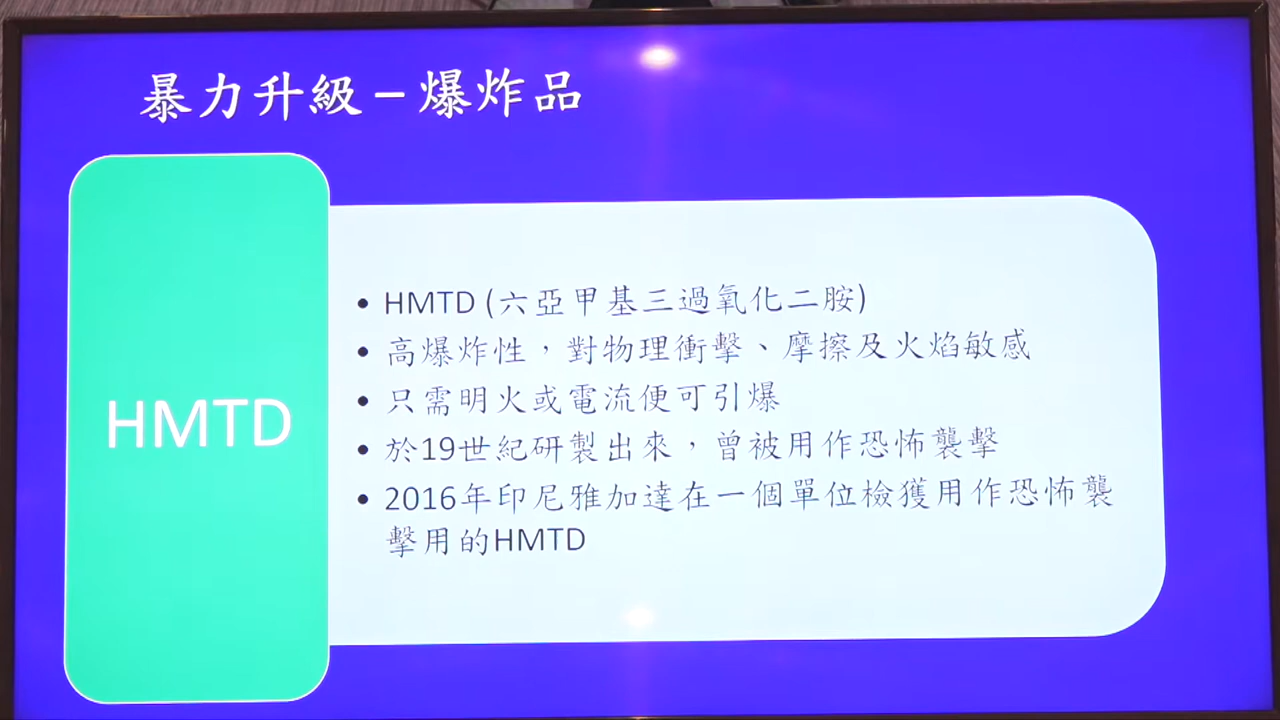 暴力升級 – 爆炸品
HMTD
• HMTD (六亞甲基三過氧化二胺)
• 高爆炸性，對物理衝擊、摩擦及火焰敏感
• 只需明火或電流便可引爆
• 於19世紀研製出來，曾被用作恐怖襲擊
• 2016年印尼雅加達在一個單位檢獲用作恐怖襲
擊用的HMTD